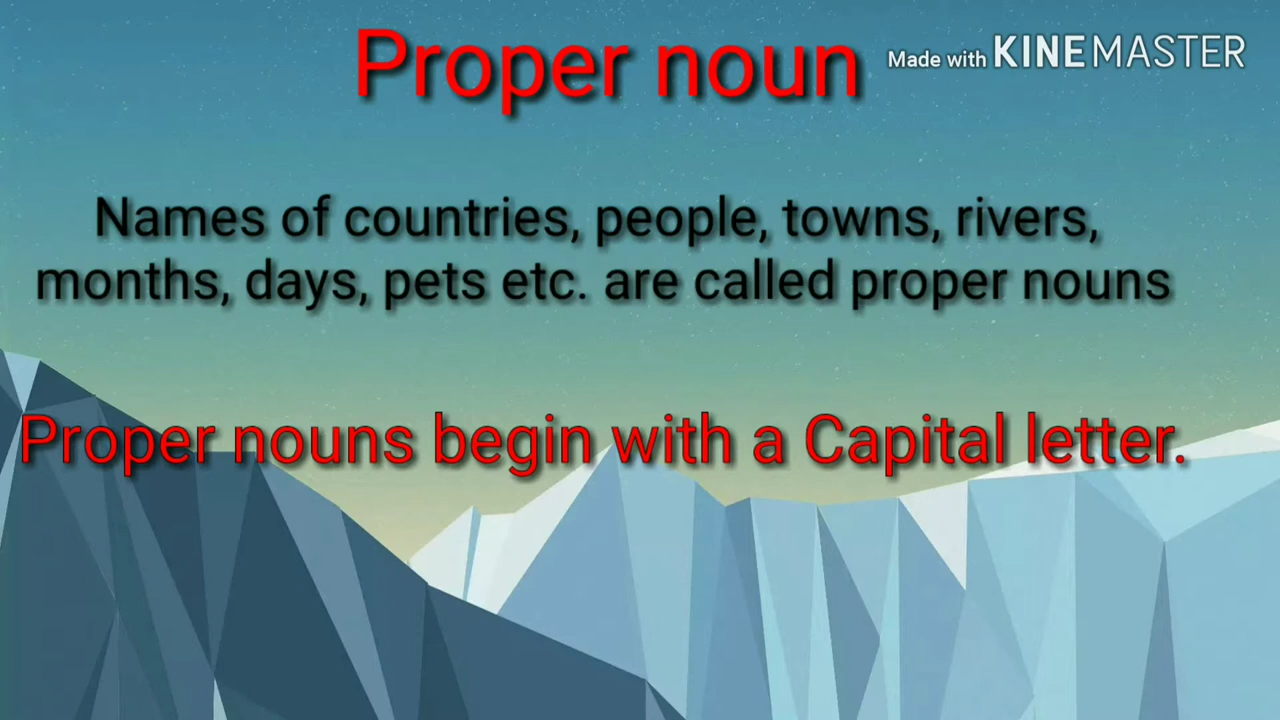 Proper noun
Made with KINEMASTER
Names of countries, people, towns, rivers,
months, days, pets etc. are called proper nouns
Proper nouns begin with a Capital letter.